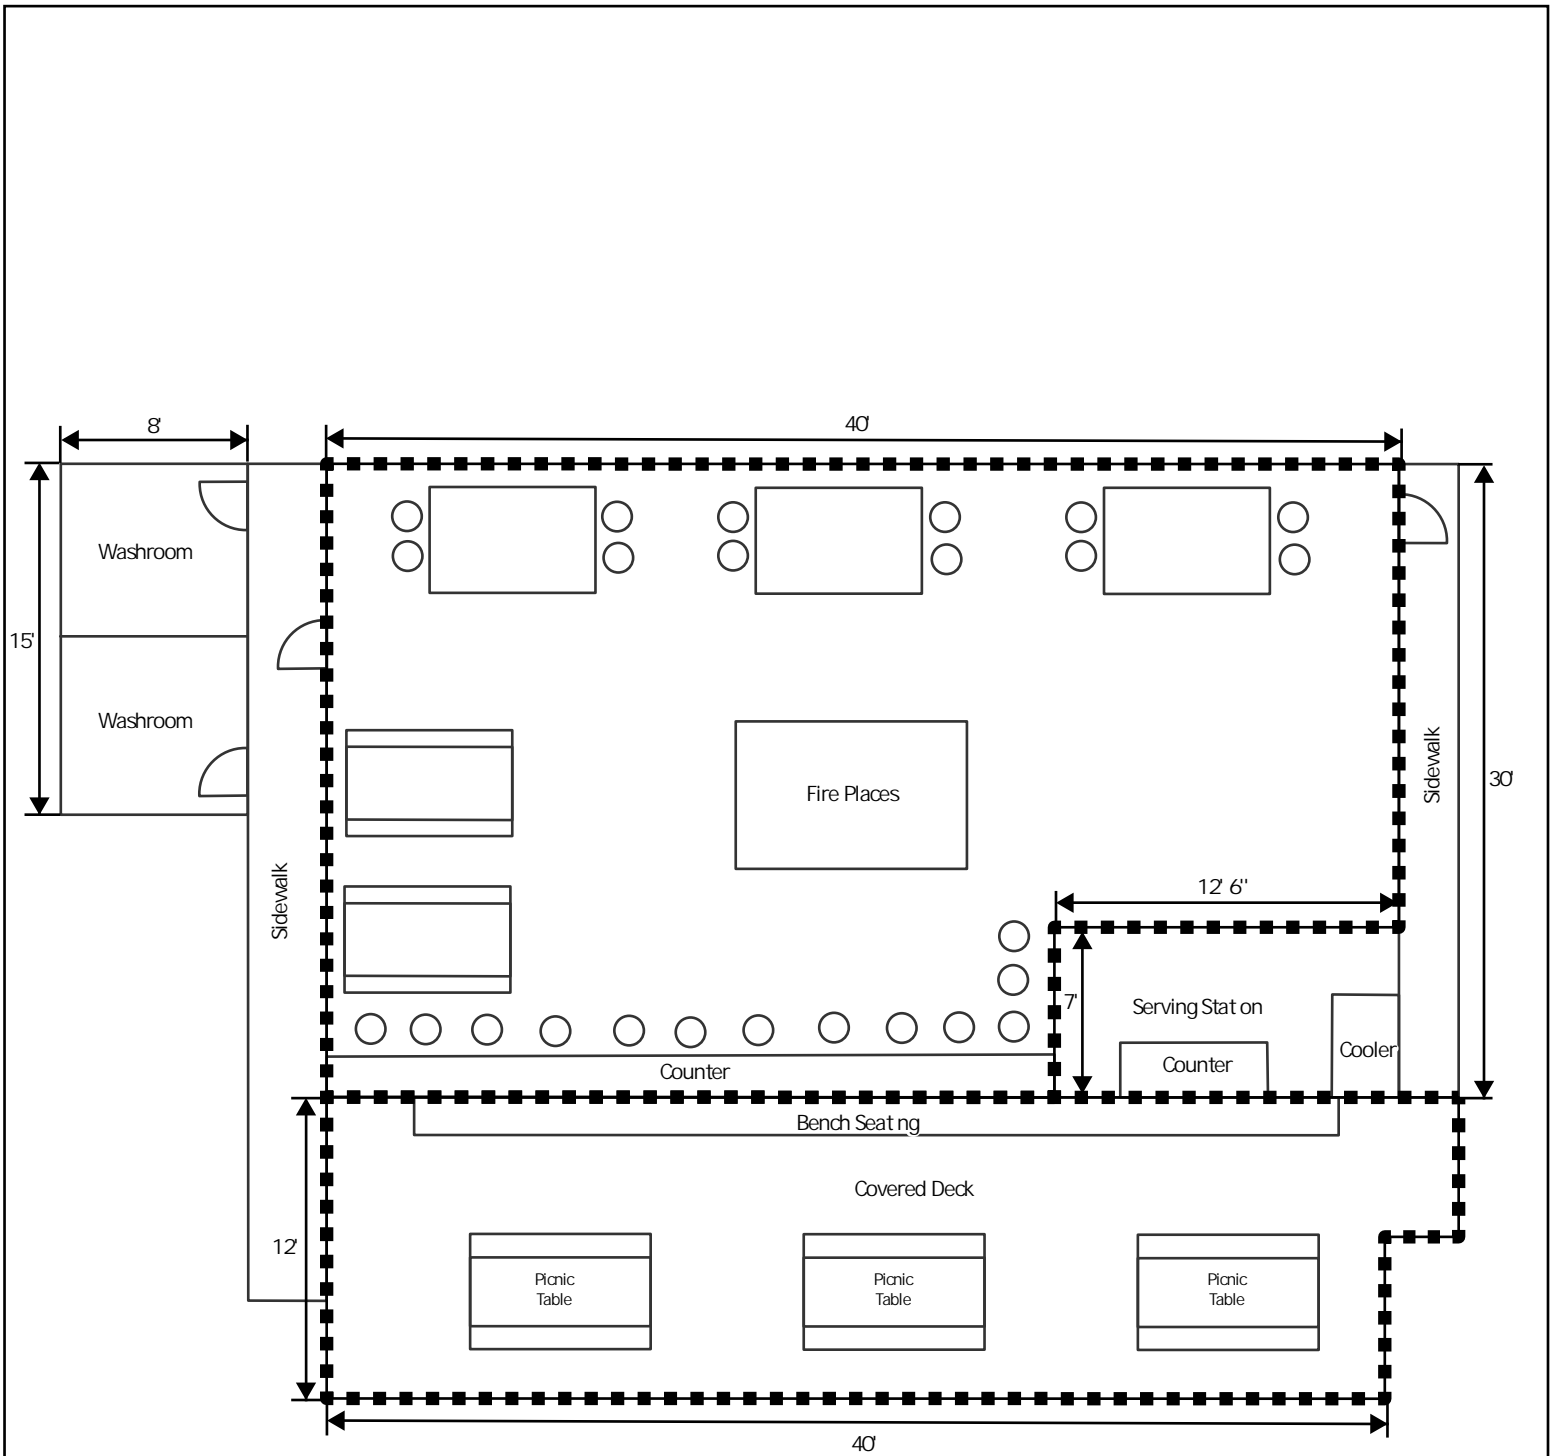 8'
40'
Washroom
15'
Washroom
Sidewalk
30'
Fire Places
Sidewalk
12' 6"
7'
Serving Stat on
Cooler
Counter
Counter
Bench Seat ng
Covered Deck
12'
Picnic
Table
Picnic
Table
Picnic
Table
40'